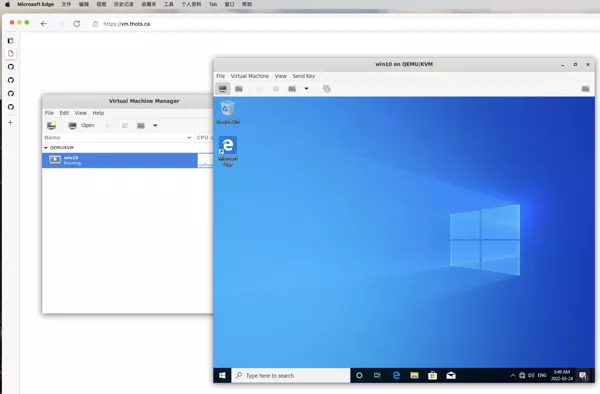 Microsoft Edge 文件 编辑 视图 历史记录 收藏夹 工具 个人资料 Tab 窗口 帮助
https://vm.thots.ca
win10 on QEMU/KVM
File Virtual Machine View Send Key
Virtual Machine Manager
File Edit View Help
Open
Name CPU u
QEMU/KVM
win10
Running
Recycle Bin
Microsoft
Edge
Type here to search
ENG
3:49 AM
2022-03-24